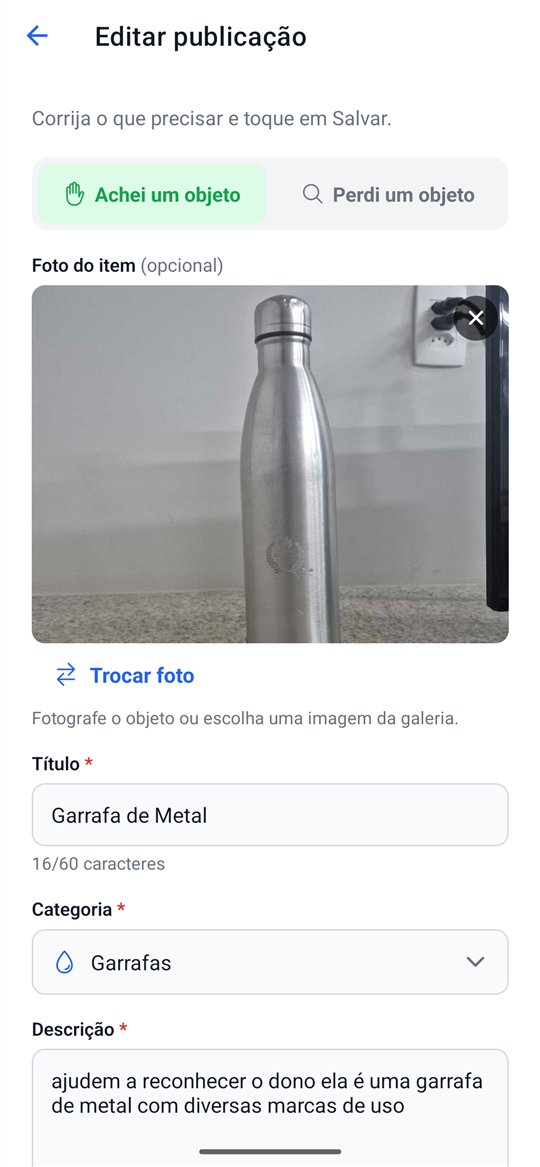 Editar publicação
Corrija o que precisar e toque em Salvar.
Achei um objeto
Perdi um objeto
Foto do item (opcional)
Trocar foto
Fotografe o objeto ou escolha uma imagem da galeria.
Título *
Garrafa de Metal
16/60 caracteres
Categoria *
Garrafas
Descrição *
ajudem a reconhecer o dono ela é uma garrafa
de metal com diversas marcas de uso